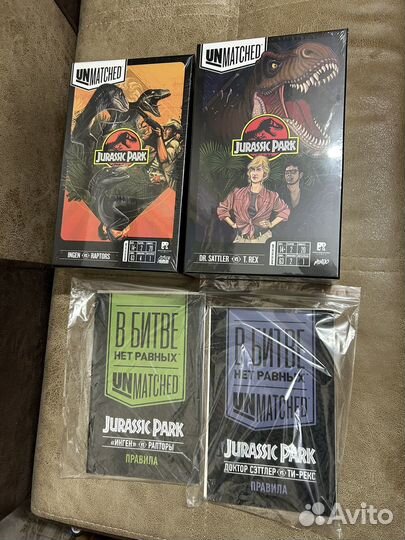 UNMATCHED
JURASSIC PARK
INGEN VS RAPTORS
UNMATCHED
JURASSIC PARK
DR. SATTLER VS T. REX
В БИТВЕ
НЕТ РАВНЫХ
UNMATCHED
JURASSIC PARK
«ИНГЕН» VS РАПТОРЫ
ПРАВИЛА
В БИТВЕ
НЕТ РАВНЫХ
UNMATCHED
JURASSIC PARK
ДОКТОР СЭТТЛЕР VS ТИ-РЕКС
ПРАВИЛА
Avito